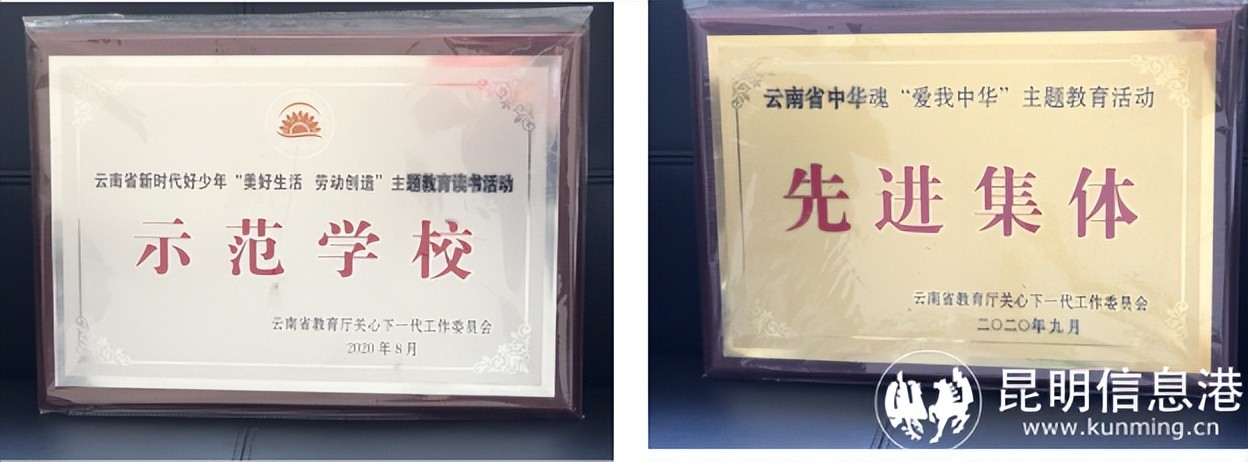 云南省新时代好少年“美好生活 劳动创造”主题教育读书活动
示范学校
云南省教育厅关心下一代工作委员会
2020年8月
云南省中华魂“爱我中华”主题教育活动
先进集体
云南省教育厅关心下一代工作委员会
二〇二〇年九月
昆明信息港
www.kunming.cn